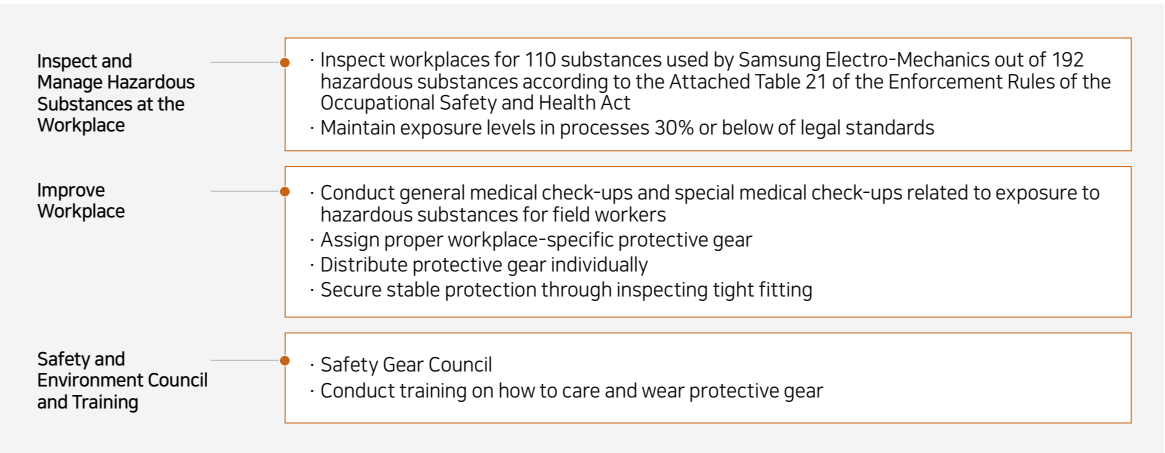 Inspect and
Manage Hazardous
Substances at the
Workplace
· Inspect workplaces for 110 substances used by Samsung Electro-Mechanics out of 192
hazardous substances according to the Attached Table 21 of the Enforcement Rules of the
Occupational Safety and Health Act
· Maintain exposure levels in processes 30% or below of legal standards
Improve
Workplace
· Conduct general medical check-ups and special medical check-ups related to exposure to
hazardous substances for field workers
· Assign proper workplace-specific protective gear
· Distribute protective gear individually
· Secure stable protection through inspecting tight fitting
Safety and
Environment Council
and Training
· Safety Gear Council
· Conduct training on how to care and wear protective gear